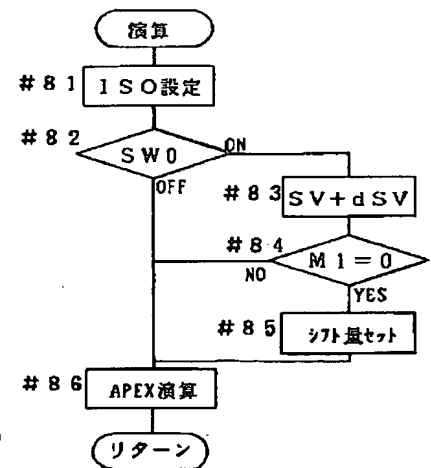 演算
#81 ISO設定
#82 SW0 ON
OFF
#83 SV+dSV
#84 M1=0
NO
YES
#85 シフト量セット
#86 APEX演算
リターン